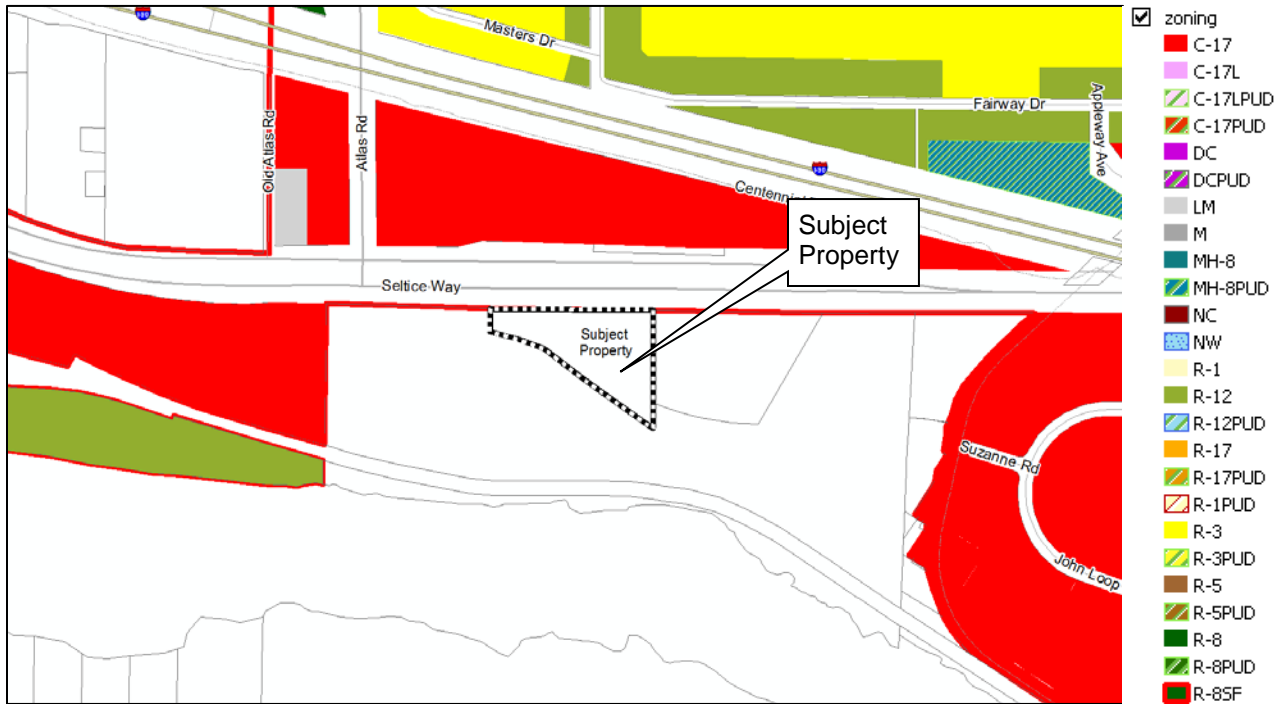 Masters Dr
Fairway Dr
Appleway Ave
Old Atlas Rd
Atlas Rd
Centennial
Subject
Property
Seltice Way
Subject
Property
Suzanne Rd
John Loop
zoning
C-17
C-17L
C-17LPUD
C-17PUD
DC
DCPUD
LM
M
MH-8
MH-8PUD
NC
NW
R-1
R-12
R-12PUD
R-17
R-17PUD
R-1PUD
R-3
R-3PUD
R-5
R-5PUD
R-8
R-8PUD
R-8SF